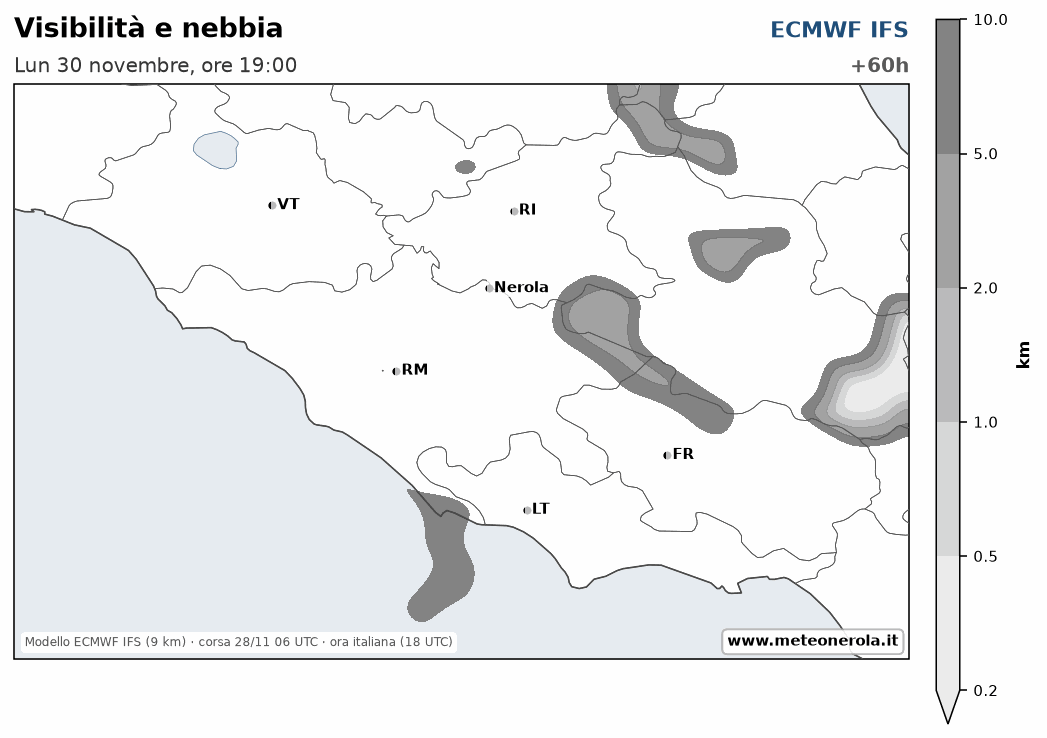 Visibilità e nebbia
ECMWF IFS
Lun 30 novembre, ore 19:00
+60h
10.0
5.0
2.0
1.0
0.5
0.2
km
VT
RI
Nerola
RM
FR
LT
Modello ECMWF IFS (9 km) · corsa 28/11 06 UTC · ora italiana (18 UTC)
www.meteonerola.it